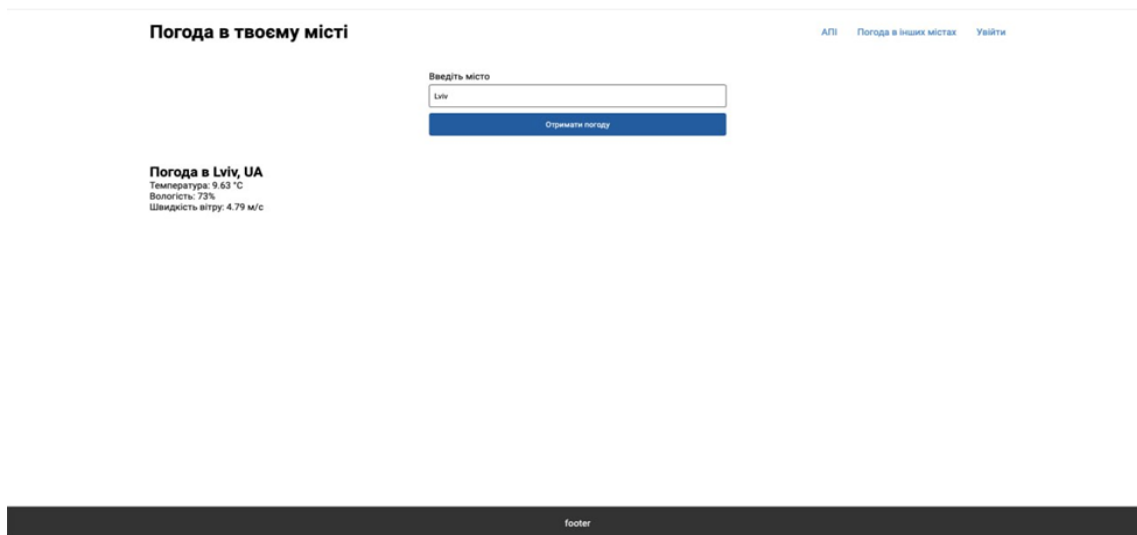 Погода в твоєму місті
АПІ Погода в інших містах Увійти
Введіть місто
Lviv
Отримати погоду
Погода в Lviv, UA
Температура: 9.63 °C
Вологість: 73%
Швидкість вітру: 4.79 м/с
footer